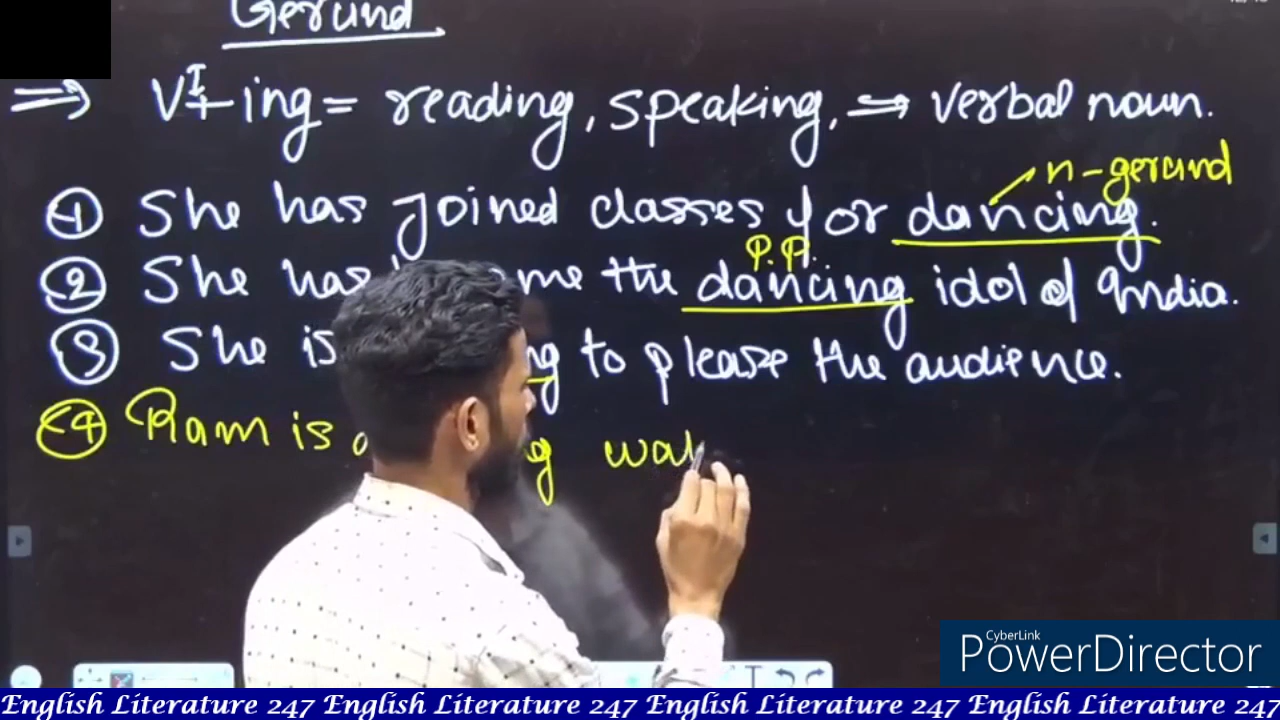 Gerund
⇒ V^I + ing = reading, speaking, → verbal noun.
n - gerund
① She has joined classes for dancing.
P.P.
② She has me the dancing idol of India.
③ She is ng to please the audience.
④ Ram is g wal
CyberLink
PowerDirector
English Literature 247 English Literature 247 English Literature 247 English Literature 247